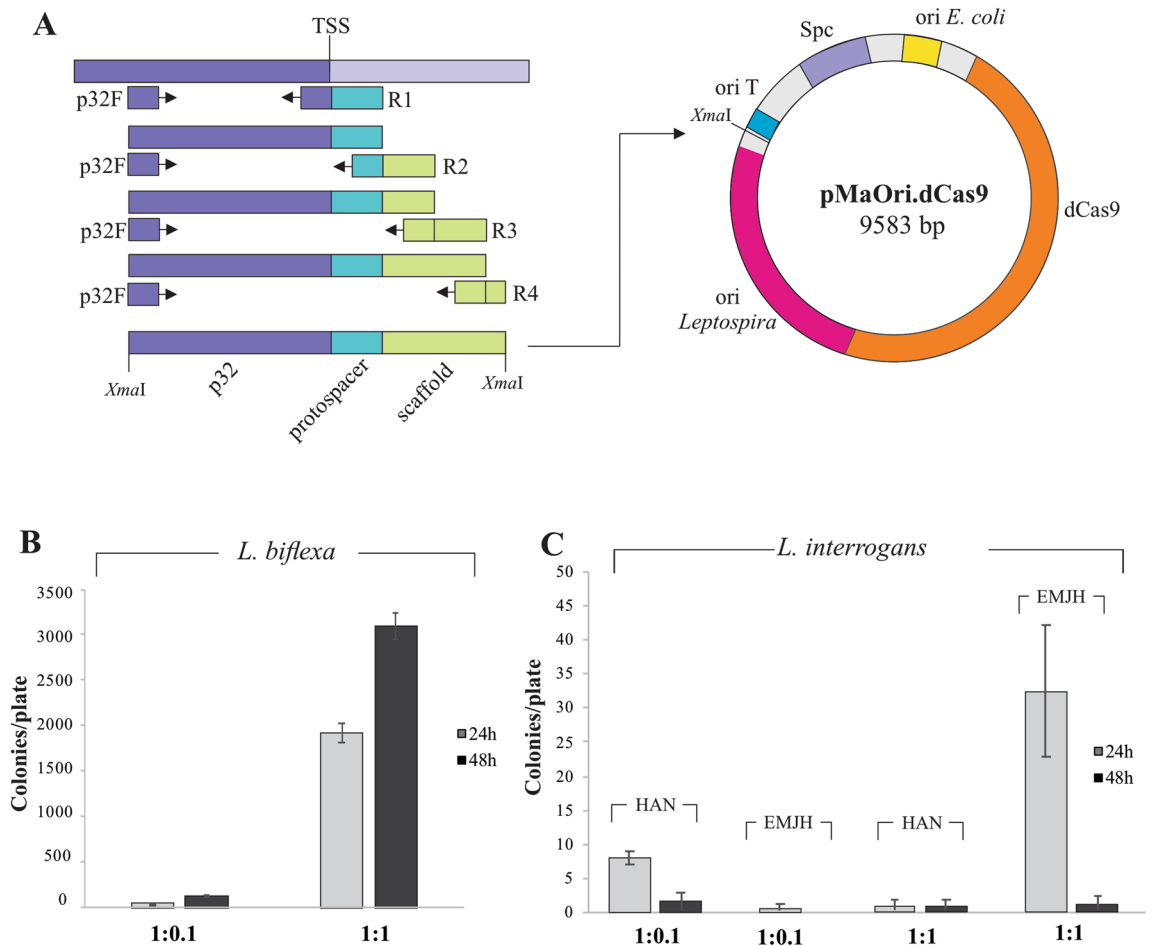 A
TSS
p32F
R1
p32F
R2
p32F
R3
p32F
R4
XmaI
p32
protospacer
scaffold
XmaI
Spc
ori E. coli
ori T
XmaI
pMaOri.dCas9
9583 bp
dCas9
ori
Leptospira
B
L. biflexa
Colonies/plate
3500
3000
2500
2000
1500
1000
500
0
1:0.1
1:1
24h
48h
C
L. interrogans
Colonies/plate
50
45
40
35
30
25
20
15
10
5
0
HAN
EMJH
HAN
EMJH
1:0.1
1:0.1
1:1
1:1
24h
48h